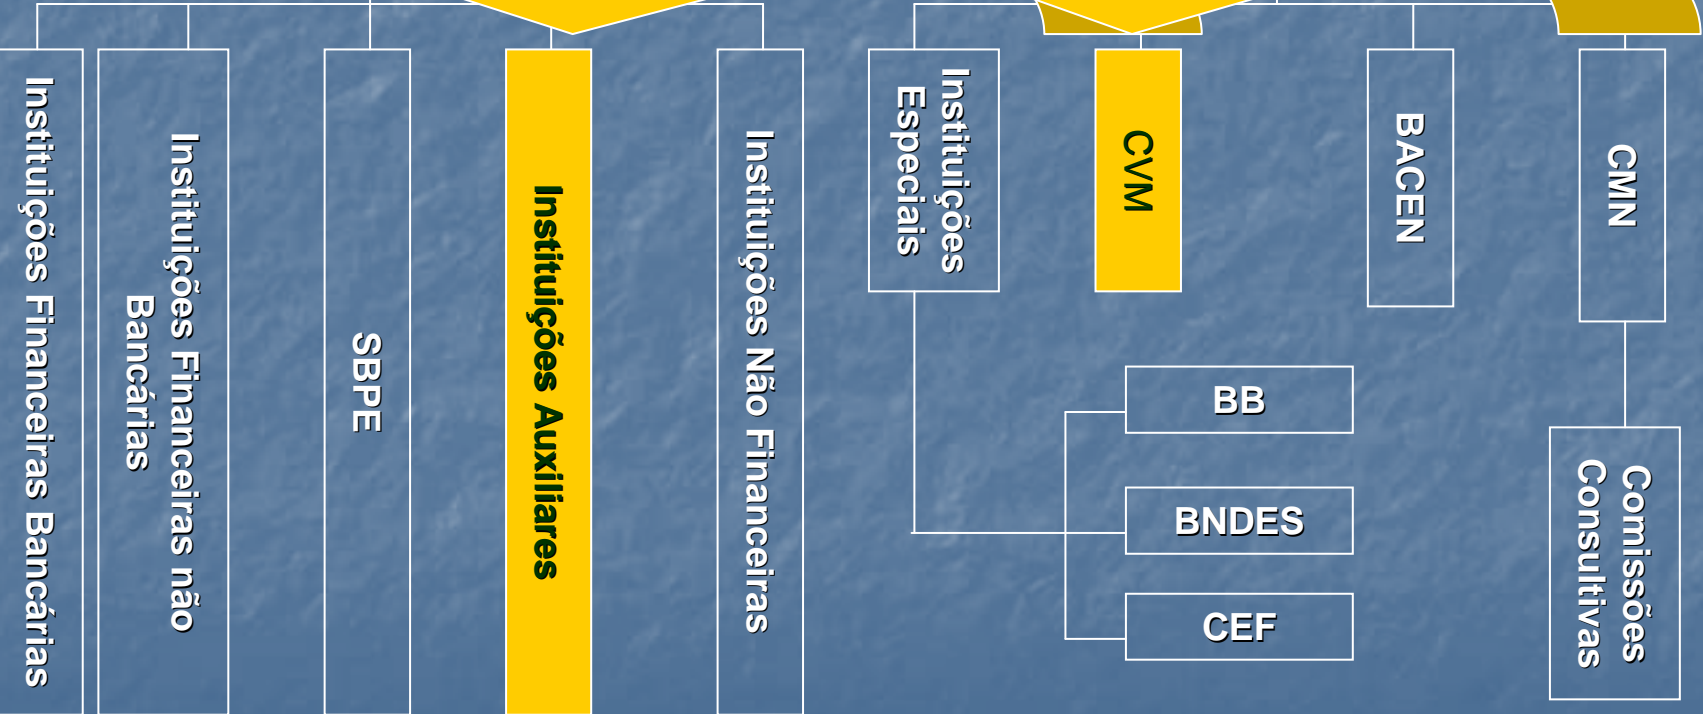 Instituições Financeiras Bancárias
Instituições Financeiras não
Bancárias
SBPE
Instituições Auxiliares
Instituições Não Financeiras
Instituições
Especiais
CVM
BACEN
CMN
BB
BNDES
CEF
Comissões
Consultivas